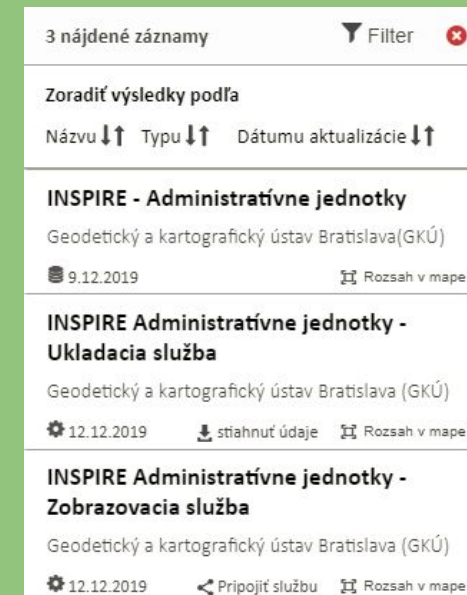 3 nájdené záznamy Filter
Zoradiť výsledky podľa
Názvu Typu Dátumu aktualizácie
INSPIRE - Administratívne jednotky
Geodetický a kartografický ústav Bratislava(GKÚ)
9.12.2019 Rozsah v mape
INSPIRE Administratívne jednotky -
Ukladacia služba
Geodetický a kartografický ústav Bratislava (GKÚ)
12.12.2019 stiahnuť údaje Rozsah v mape
INSPIRE Administratívne jednotky -
Zobrazovacia služba
Geodetický a kartografický ústav Bratislava (GKÚ)
12.12.2019 Pripojiť službu Rozsah v mape